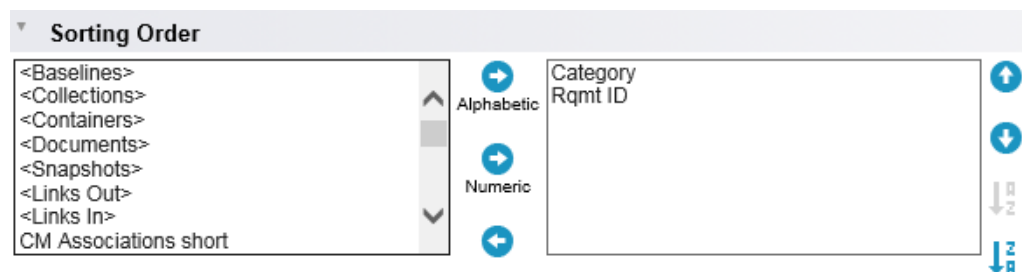 Sorting Order
<Baselines>
<Collections>
<Containers>
<Documents>
<Snapshots>
<Links Out>
<Links In>
CM Associations short
Alphabetic
Numeric
Category
Rqmt ID
A
Z
Z
A